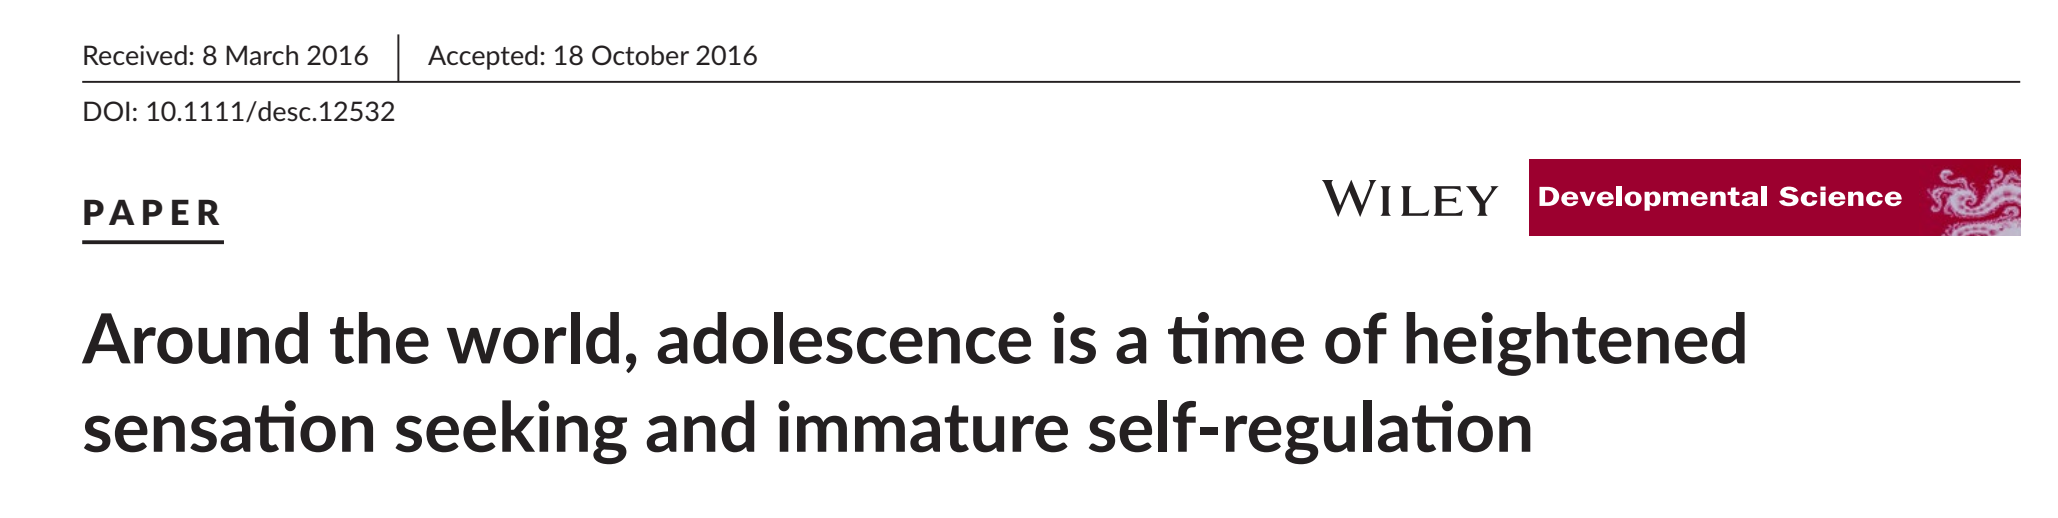 Received: 8 March 2016 | Accepted: 18 October 2016
DOI: 10.1111/desc.12532
PAPER
WILEY Developmental Science
Around the world, adolescence is a time of heightened
sensation seeking and immature self-regulation